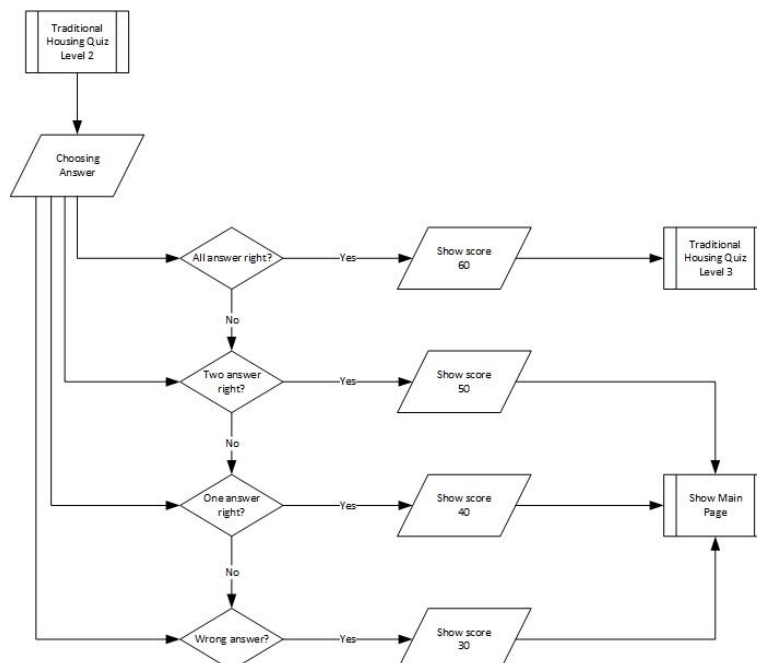 Traditional
Housing Quiz
Level 2
Choosing
Answer
All answer right?
Yes
Show score
60
Traditional
Housing Quiz
Level 3
No
Two answer
right?
Yes
Show score
50
No
One answer
right?
Yes
Show score
40
Show Main
Page
No
Wrong answer?
Yes
Show score
30